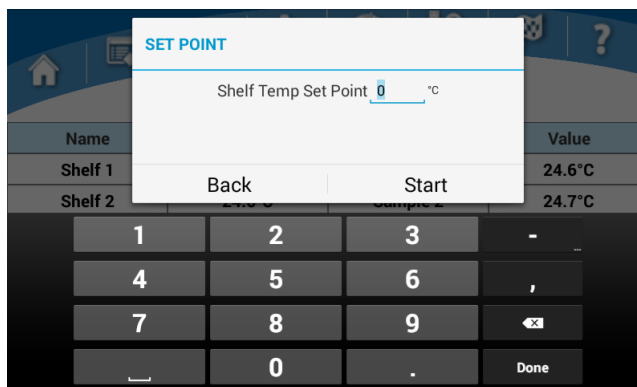 ?
SET POINT
Shelf Temp Set Point 0 °C
Name Value
Shelf 1 24.6°C
Back Start
Shelf 2 24.7°C
1 2 3 -
4 5 6 ,
7 8 9
0 . Done